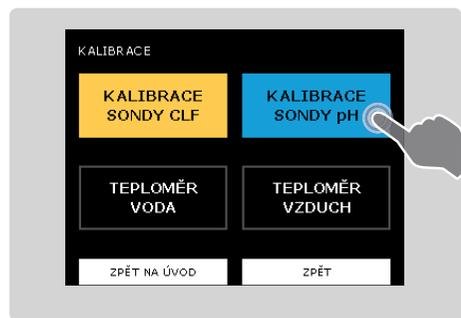 KALIBRACE
KALIBRACE
SONDY CLF
KALIBRACE
SONDY pH
TEPLOMĚR
VODA
TEPLOMĚR
VZDUCH
ZPĚT NA ÚVOD
ZPĚT